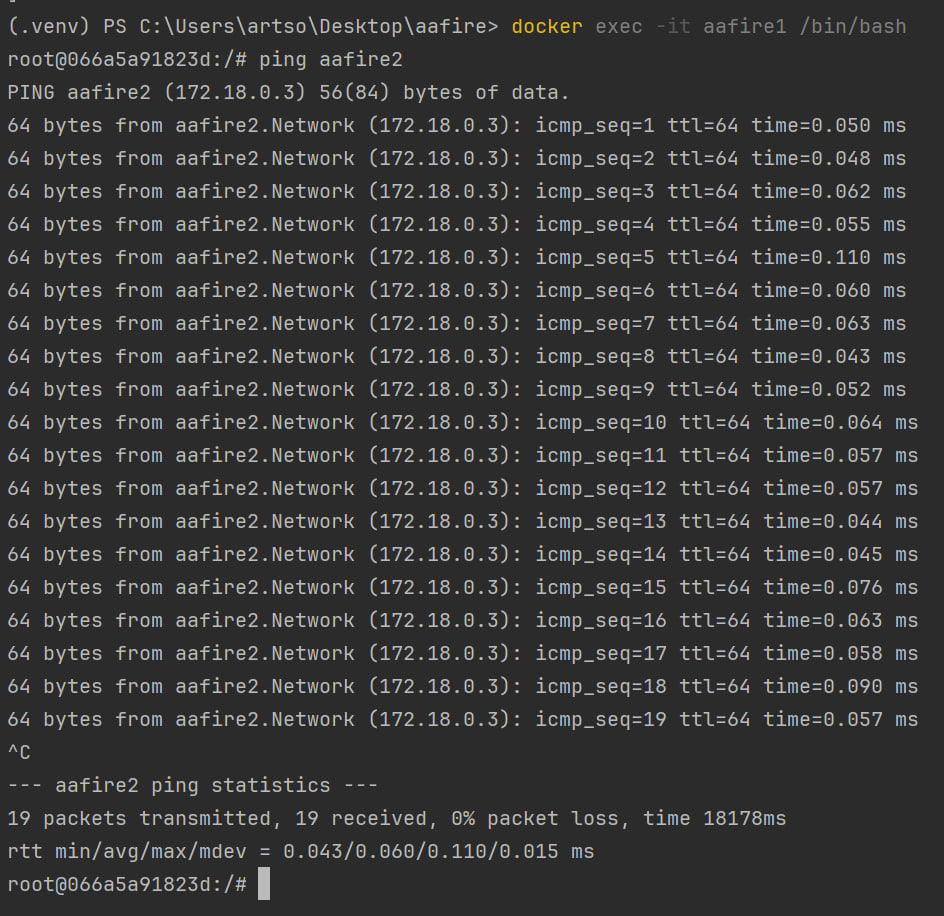 (.venv) PS C:\Users\artso\Desktop\aafire> docker exec -it aafire1 /bin/bash
root@066a5a91823d:/# ping aafire2
PING aafire2 (172.18.0.3) 56(84) bytes of data.
64 bytes from aafire2.Network (172.18.0.3): icmp_seq=1 ttl=64 time=0.050 ms
64 bytes from aafire2.Network (172.18.0.3): icmp_seq=2 ttl=64 time=0.048 ms
64 bytes from aafire2.Network (172.18.0.3): icmp_seq=3 ttl=64 time=0.062 ms
64 bytes from aafire2.Network (172.18.0.3): icmp_seq=4 ttl=64 time=0.055 ms
64 bytes from aafire2.Network (172.18.0.3): icmp_seq=5 ttl=64 time=0.110 ms
64 bytes from aafire2.Network (172.18.0.3): icmp_seq=6 ttl=64 time=0.060 ms
64 bytes from aafire2.Network (172.18.0.3): icmp_seq=7 ttl=64 time=0.063 ms
64 bytes from aafire2.Network (172.18.0.3): icmp_seq=8 ttl=64 time=0.043 ms
64 bytes from aafire2.Network (172.18.0.3): icmp_seq=9 ttl=64 time=0.052 ms
64 bytes from aafire2.Network (172.18.0.3): icmp_seq=10 ttl=64 time=0.064 ms
64 bytes from aafire2.Network (172.18.0.3): icmp_seq=11 ttl=64 time=0.057 ms
64 bytes from aafire2.Network (172.18.0.3): icmp_seq=12 ttl=64 time=0.057 ms
64 bytes from aafire2.Network (172.18.0.3): icmp_seq=13 ttl=64 time=0.044 ms
64 bytes from aafire2.Network (172.18.0.3): icmp_seq=14 ttl=64 time=0.045 ms
64 bytes from aafire2.Network (172.18.0.3): icmp_seq=15 ttl=64 time=0.076 ms
64 bytes from aafire2.Network (172.18.0.3): icmp_seq=16 ttl=64 time=0.063 ms
64 bytes from aafire2.Network (172.18.0.3): icmp_seq=17 ttl=64 time=0.058 ms
64 bytes from aafire2.Network (172.18.0.3): icmp_seq=18 ttl=64 time=0.090 ms
64 bytes from aafire2.Network (172.18.0.3): icmp_seq=19 ttl=64 time=0.057 ms
^C
--- aafire2 ping statistics ---
19 packets transmitted, 19 received, 0% packet loss, time 18178ms
rtt min/avg/max/mdev = 0.043/0.060/0.110/0.015 ms
root@066a5a91823d:/#